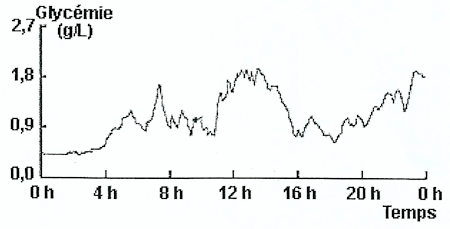 Glycémie
(g/L)
2,7
1,8
0,9
0,0
0 h 4 h 8 h 12 h 16 h 20 h 0 h
Temps